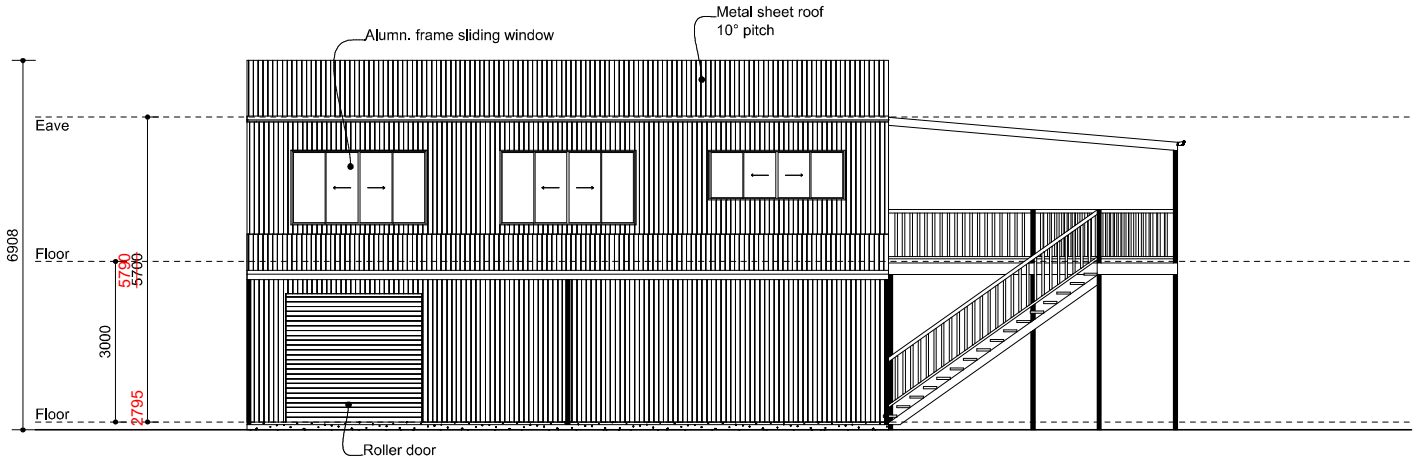 Metal sheet roof
10° pitch
Alumn. frame sliding window
Eave
6908
Floor
5790
5700
3000
2795
Floor
Roller door